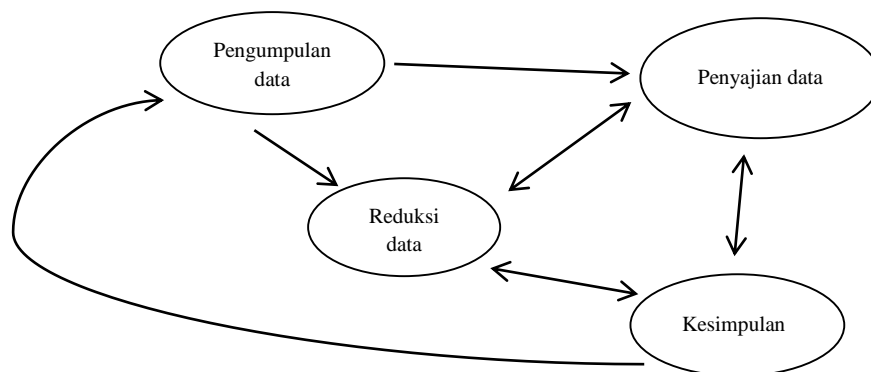 Pengumpulan
data
Penyajian data
Reduksi
data
Kesimpulan